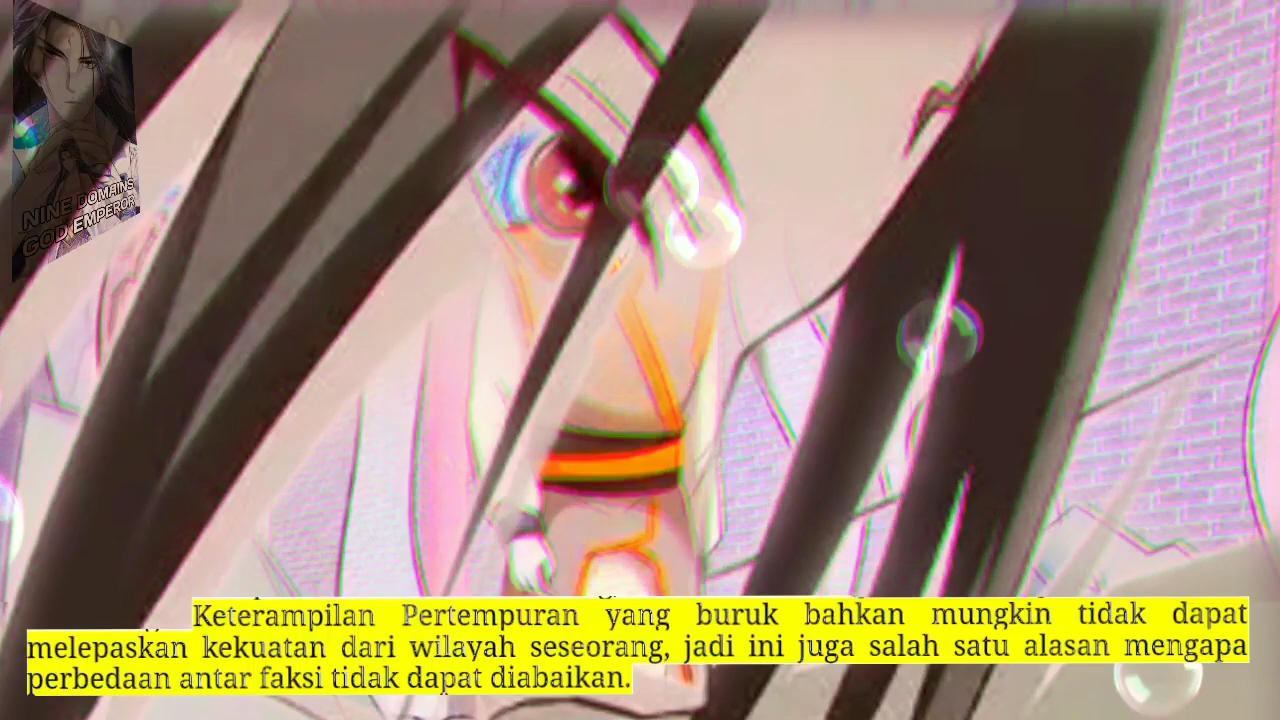 NINE DOMAINS
GOD EMPEROR
Keterampilan Pertempuran yang buruk bahkan mungkin tidak dapat
melepaskan kekuatan dari wilayah seseorang, jadi ini juga salah satu alasan mengapa
perbedaan antar faksi tidak dapat diabaikan.